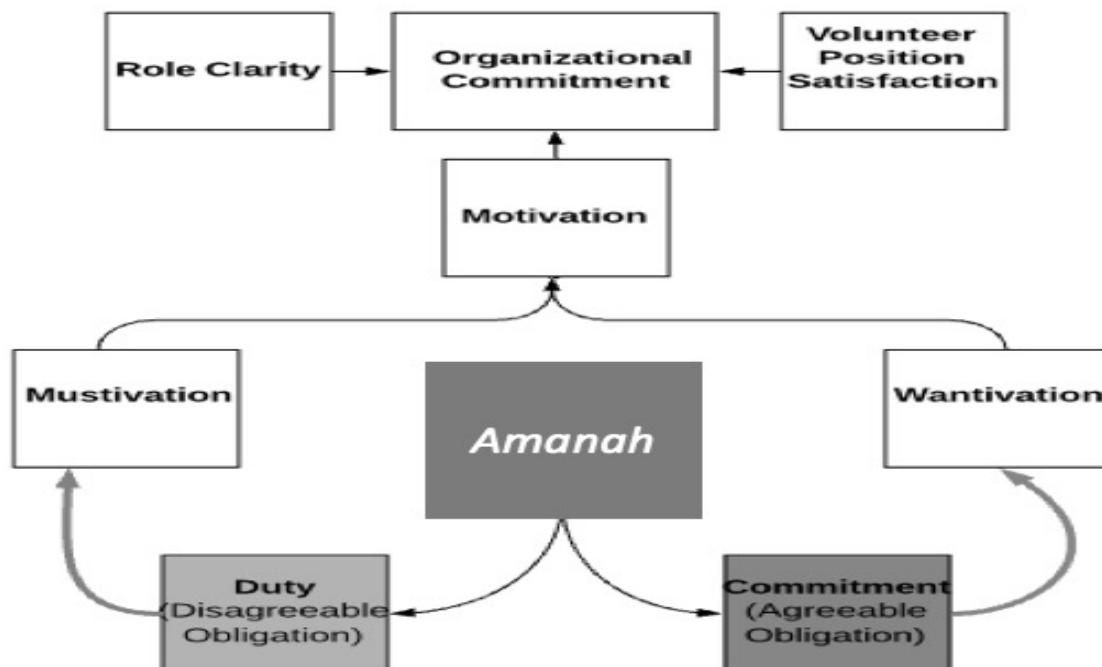 Role Clarity
Organizational
Commitment
Volunteer
Position
Satisfaction
Motivation
Mustivation
Amanah
Wantivation
Duty
(Disagreeable
Obligation)
Commitment
(Agreeable
Obligation)